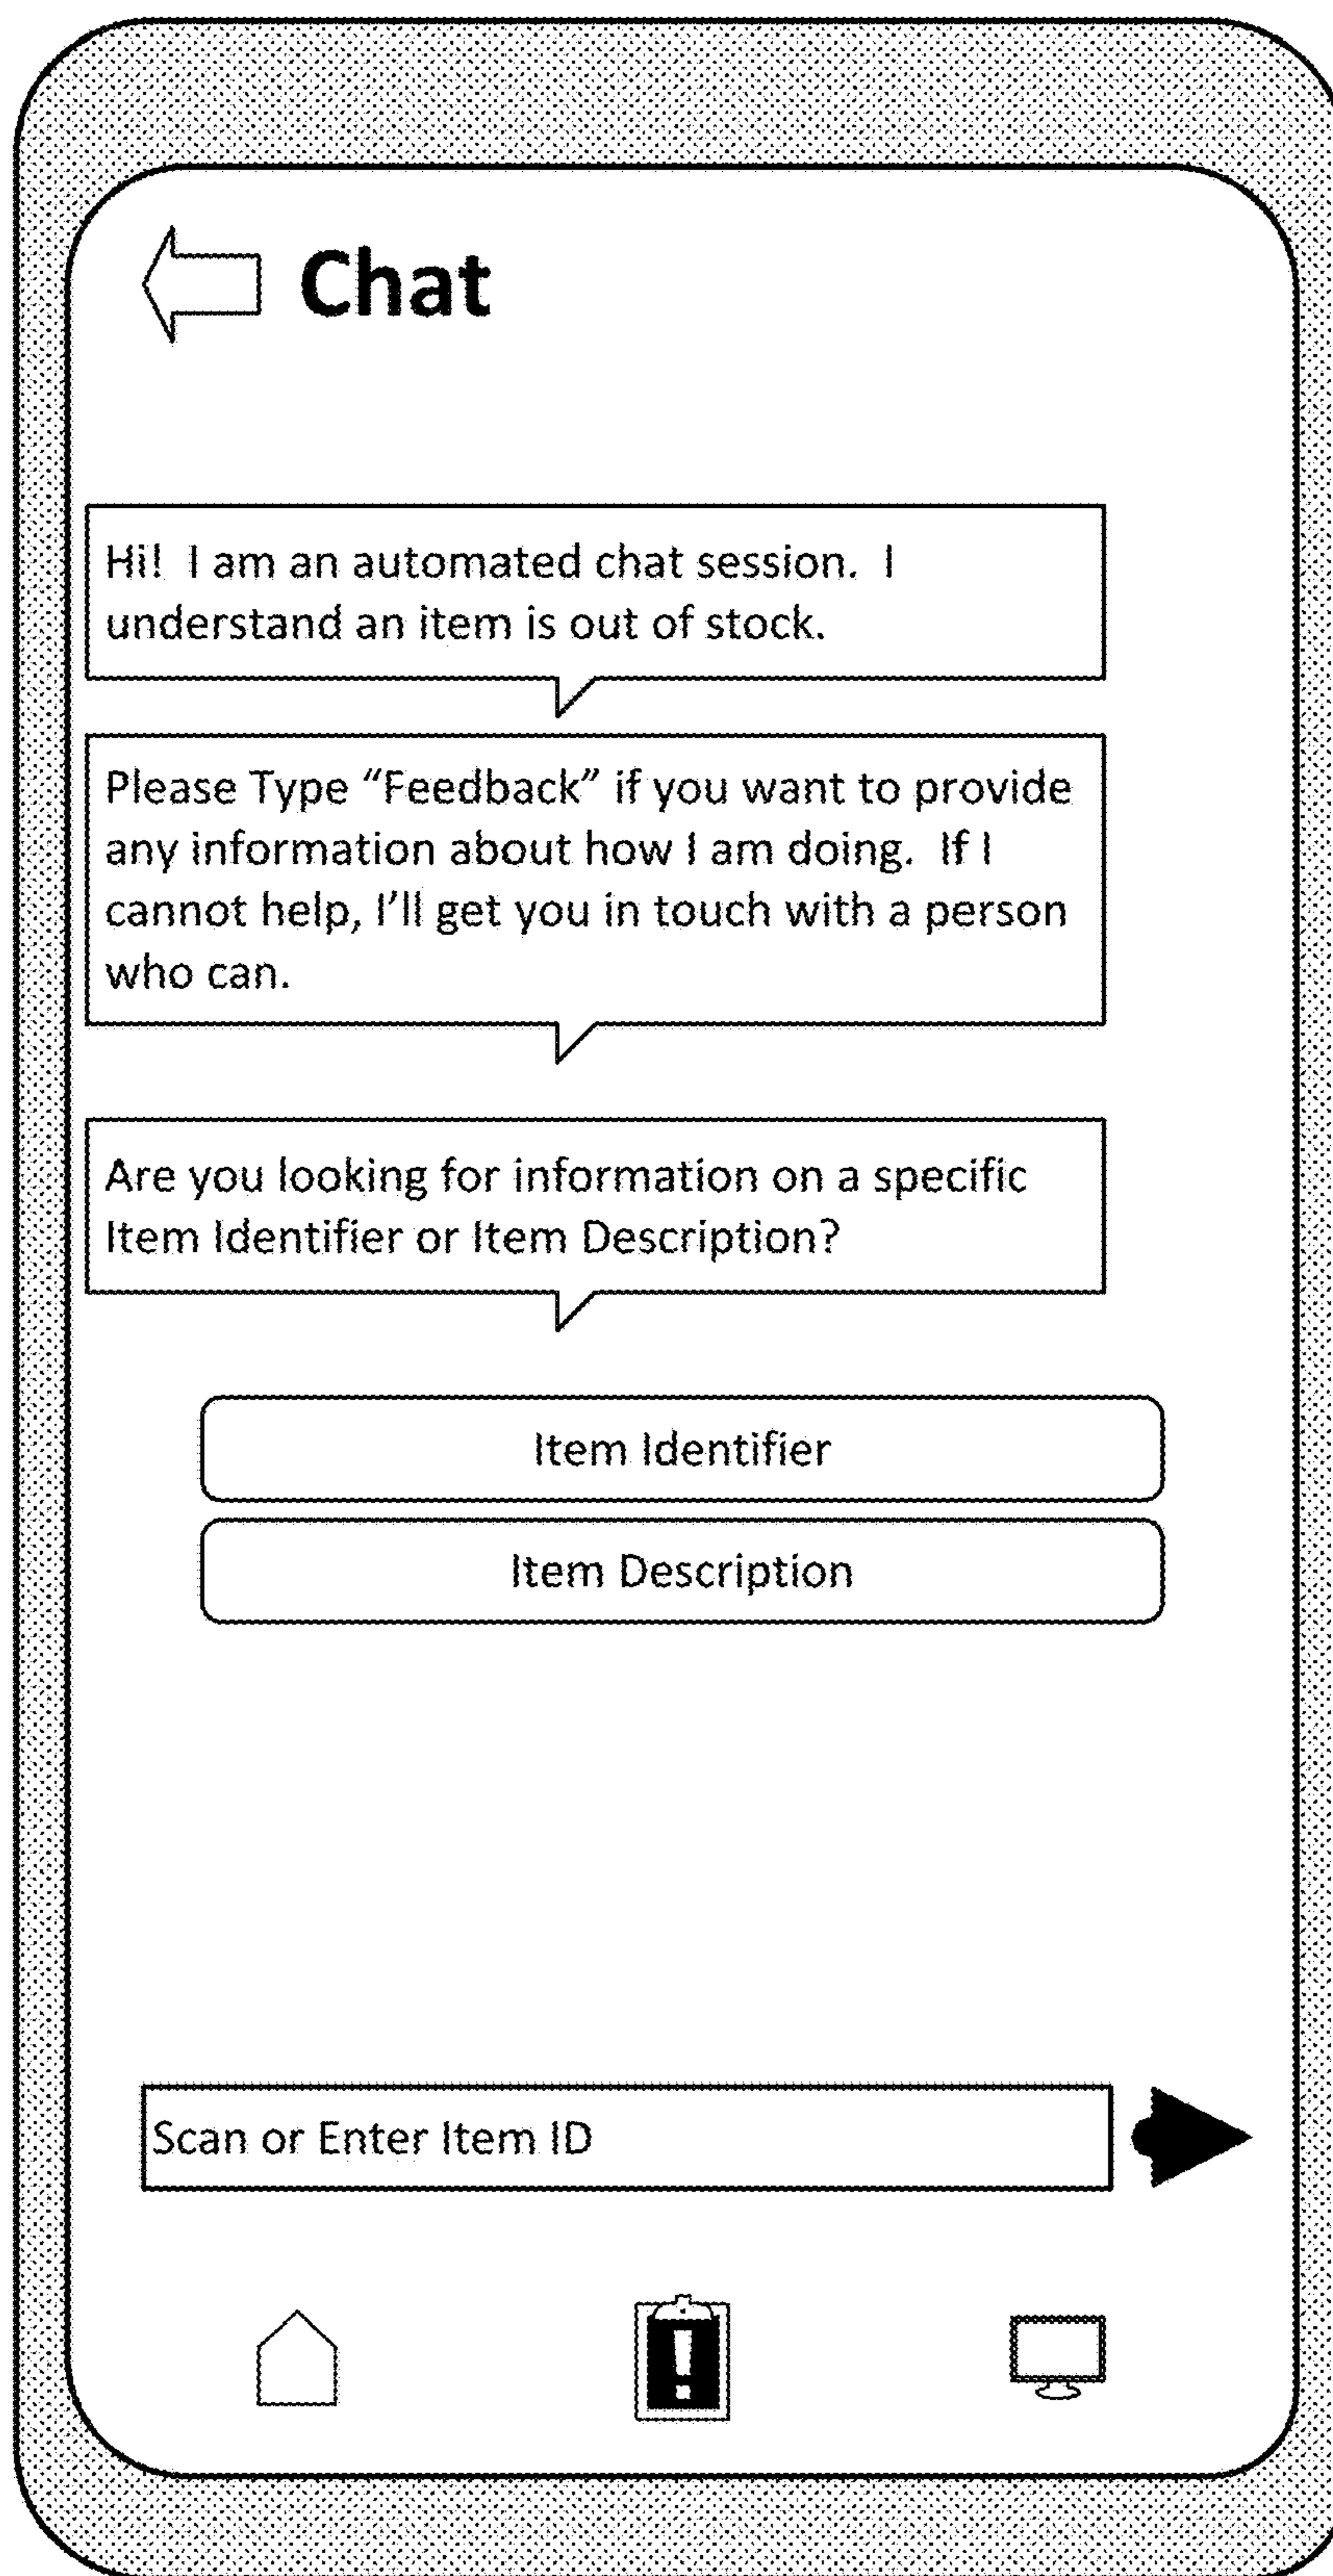 Chat
Hi!  I am an automated chat session.  I
understand an item is out of stock.
Please Type “Feedback” if you want to provide
any information about how I am doing.  If I
cannot help, I’ll get you in touch with a person
who can.
Are you looking for information on a specific
Item Identifier or Item Description?
Item Identifier
Item Description
Scan or Enter Item ID
!